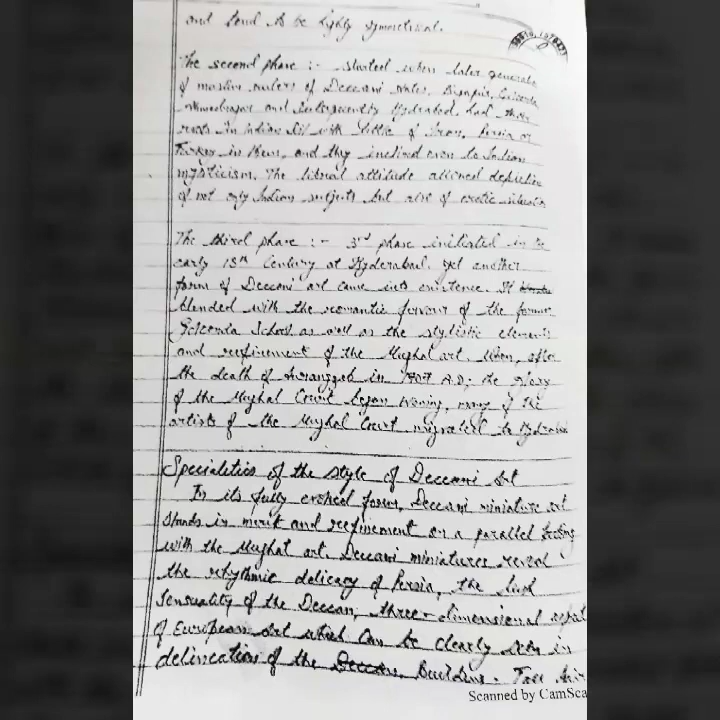 and tend to be highly symmetrical.
The second phase :- started when later generate
of muslim rulers of Deccani states, Bijapur, Golconda
Ahmednagar and subsequently Hyderabad. had their
roots in Indian soil with little of Iran, Persia or
Turkey in them, and they inclined even to Indian
mysticism. The liberal attitude allowed depiction
of not only Indian subjects but also of exotic
The third phase :- 3rd phase initiated in the
early 18th Century at Hyderabad. yet another
form of Deccani art came into existence. It
blended with the romantic fervour of the former
Golconda School as well as the stylistic elements
and refinement of the Mughal art. When, after
the death of Aurangzeb in 1707 A.D; the glory
of the Mughal Court began waning, many of the
artists of the Mughal Court migrated to Hydrabad
Specialities of the style of Deccani Art
In its fully evolved form, Deccani miniature art
stands in merit and refinement on a parallel footing
with the Mughal art. Deccani miniatures reveal
the rhythmic delicacy of Persia, the
Sensuality of the Deccan, three-dimensional
of European Art which can be clearly seen in
delineation of the Building.
Scanned by CamSca